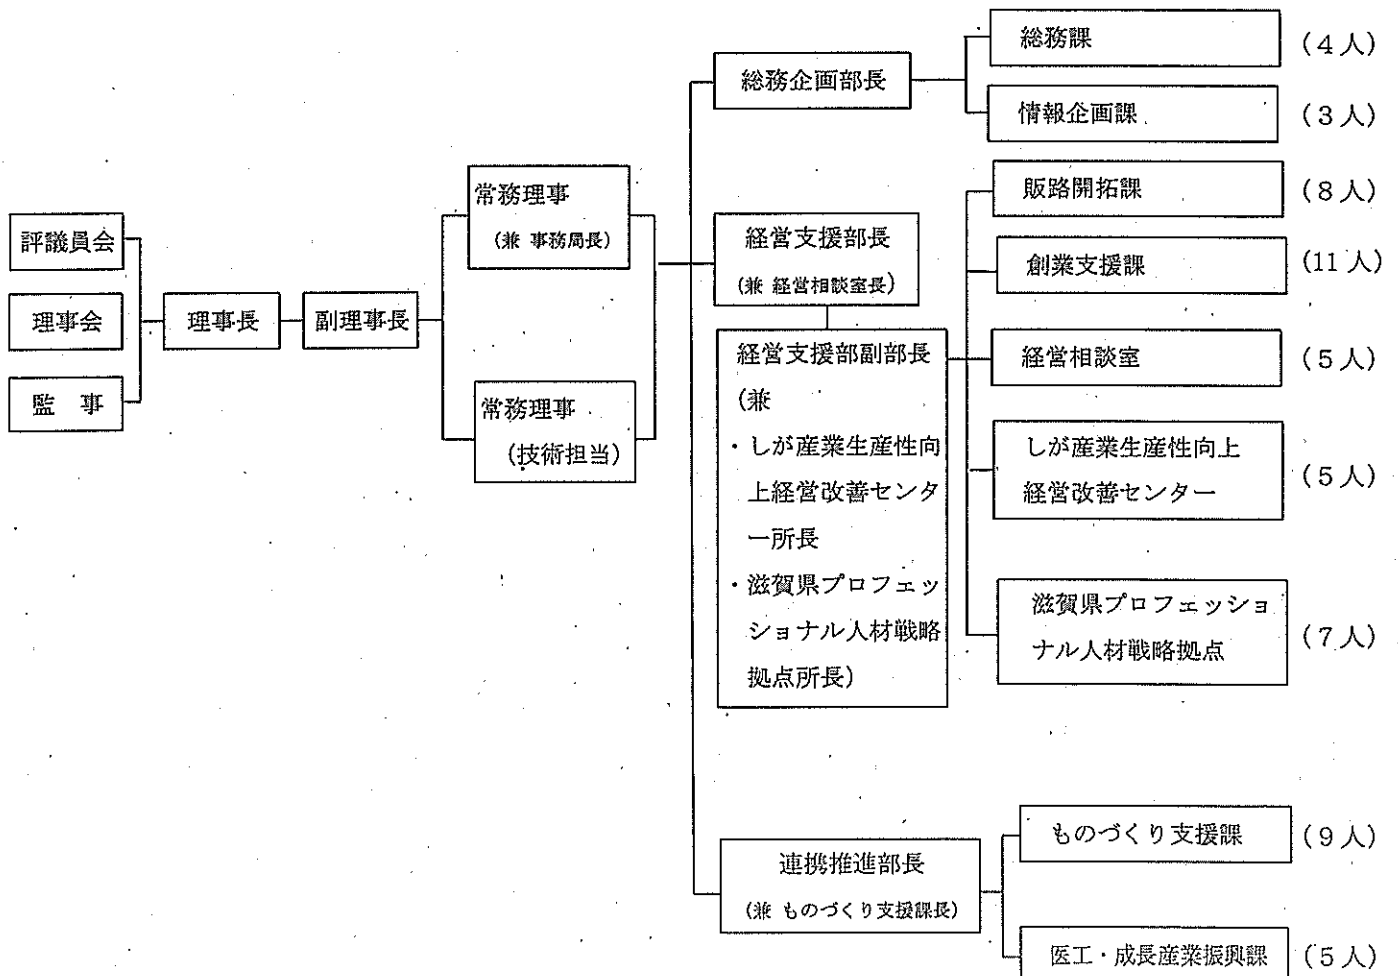 評議員会
理事会
監 事
理事長
副理事長
常務理事
(兼 事務局長)
常務理事
(技術担当)
総務企画部長
総務課
(4人)
情報企画課
(3人)
経営支援部長
(兼 経営相談室長)
経営支援部副部長
(兼
・しが産業生産性向
上経営改善センタ
ー所長
・滋賀県プロフェッ
ショナル人材戦略
拠点所長)
販路開拓課
(8人)
創業支援課
(11人)
経営相談室
(5人)
しが産業生産性向上
経営改善センター
(5人)
滋賀県プロフェッショ
ナル人材戦略拠点
(7人)
連携推進部長
(兼 ものづくり支援課長)
ものづくり支援課
(9人)
医工・成長産業振興課
(5人)